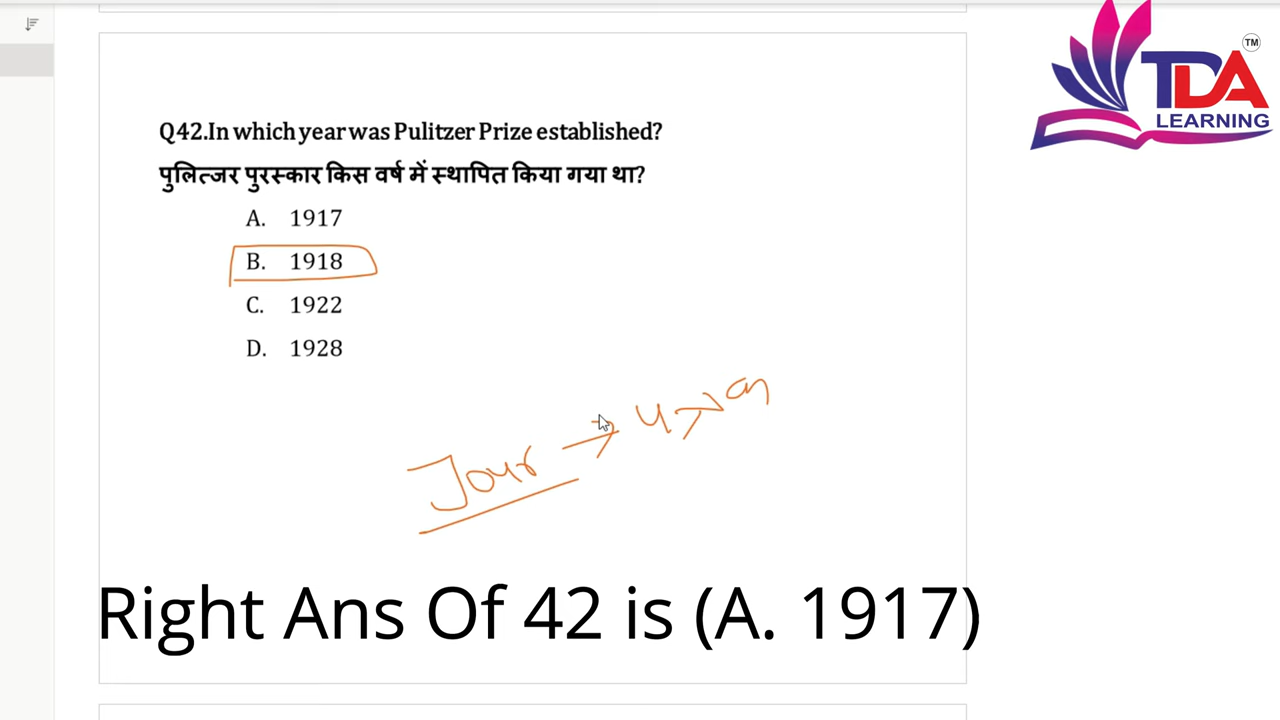 TM
TDA
LEARNING
Q42.In which year was Pulitzer Prize established?
पुलित्जर पुरस्कार किस वर्ष में स्थापित किया गया था?
A. 1917
B. 1918
C. 1922
D. 1928
Jour →
Right Ans Of 42 is (A. 1917)